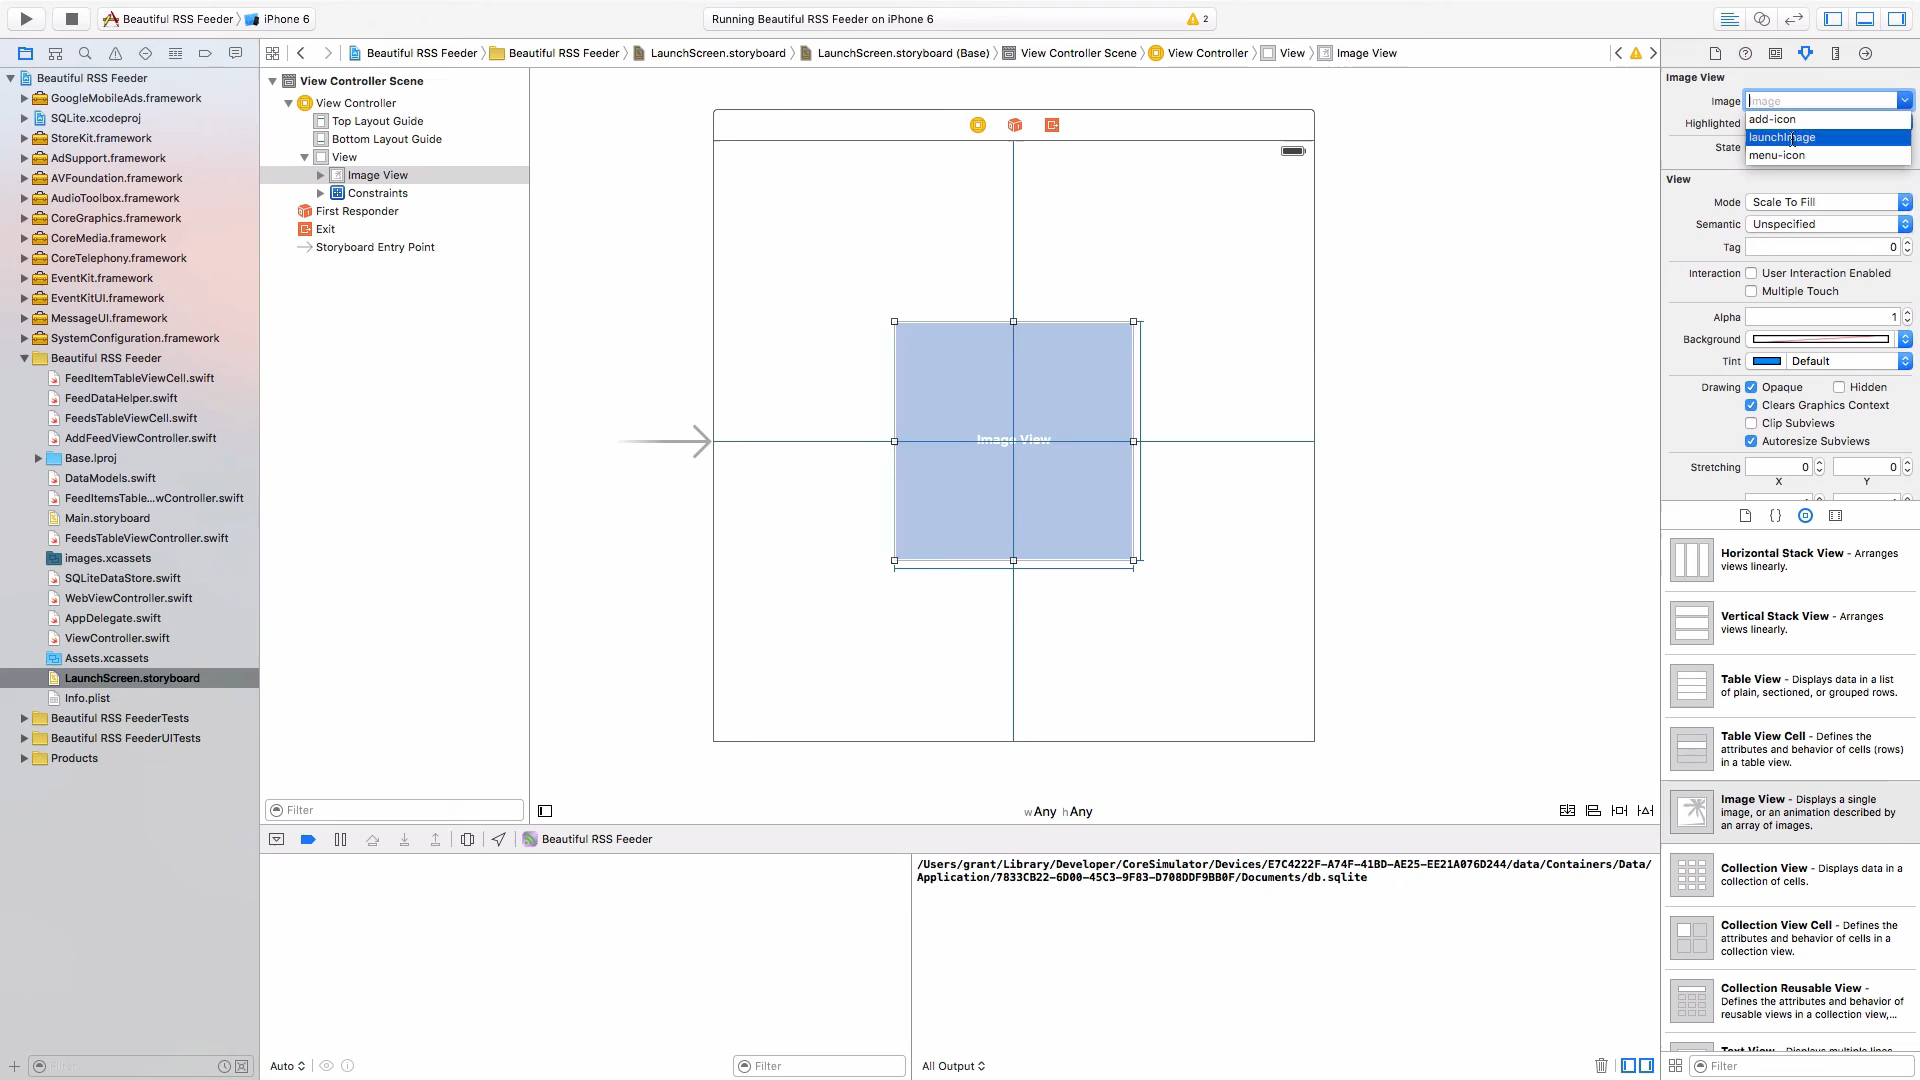 Beautiful RSS Feeder
iPhone 6
Running Beautiful RSS Feeder on iPhone 6
2
Beautiful RSS Feeder
Beautiful RSS Feeder
LaunchScreen.storyboard
LaunchScreen.storyboard (Base)
View Controller Scene
View Controller
View
Image View
Beautiful RSS Feeder
GoogleMobileAds.framework
SQLite.xcodeproj
StoreKit.framework
AdSupport.framework
AVFoundation.framework
AudioToolbox.framework
CoreGraphics.framework
CoreMedia.framework
CoreTelephony.framework
EventKit.framework
EventKitUI.framework
MessageUI.framework
SystemConfiguration.framework
Beautiful RSS Feeder
FeedItemTableViewCell.swift
FeedDataHelper.swift
FeedsTableViewCell.swift
AddFeedViewController.swift
Base.lproj
DataModels.swift
FeedItemsTable...wController.swift
Main.storyboard
FeedsTableViewController.swift
images.xcassets
SQLiteDataStore.swift
WebViewController.swift
AppDelegate.swift
ViewController.swift
Assets.xcassets
LaunchScreen.storyboard
Info.plist
Beautiful RSS FeederTests
Beautiful RSS FeederUITests
Products
Filter
View Controller Scene
View Controller
Top Layout Guide
Bottom Layout Guide
View
Image View
Constraints
First Responder
Exit
Storyboard Entry Point
Filter
Image View
wAny hAny
Beautiful RSS Feeder
/Users/grant/Library/Developer/CoreSimulator/Devices/E7C4222F-A74F-41BD-AE25-EE21A076D244/data/Containers/Data/
Application/7833CB22-6D00-45C3-9F83-D708DDF9BB0F/Documents/db.sqlite
Auto
Filter
All Output
Image View
Image
Image
add-icon
Highlighted
launchImage
State
menu-icon
View
Mode Scale To Fill
Semantic Unspecified
Tag 0
Interaction User Interaction Enabled
Multiple Touch
Alpha 1
Background
Tint Default
Drawing Opaque Hidden
Clears Graphics Context
Clip Subviews
Autoresize Subviews
Stretching 0 0
X Y
Horizontal Stack View - Arranges
views linearly.
Vertical Stack View - Arranges
views linearly.
Table View - Displays data in a list
of plain, sectioned, or grouped rows.
Table View Cell - Defines the
attributes and behavior of cells (rows)
in a table view.
Image View - Displays a single
image, or an animation described by
an array of images.
Collection View - Displays data in a
collection of cells.
Collection View Cell - Defines the
attributes and behavior of cells in a
collection view.
Collection Reusable View -
Defines the attributes and behavior of
reusable views in a collection view,...
Text View - Displays multiple lines
Filter